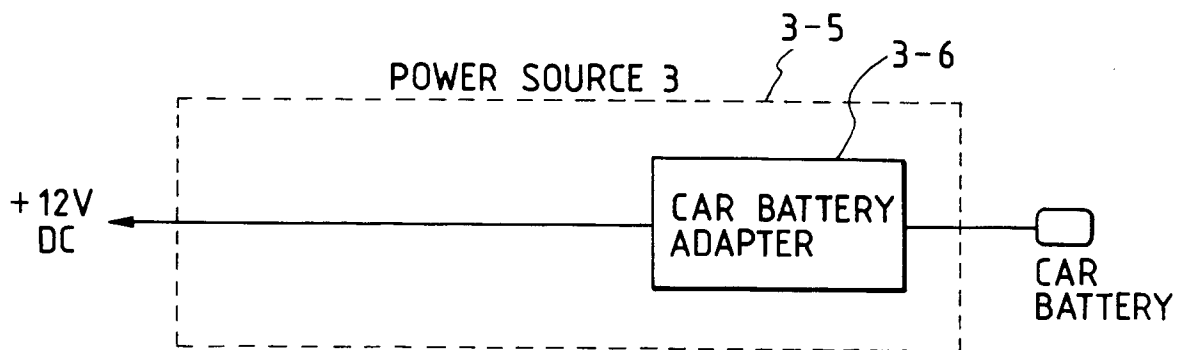 3-5
3-6
POWER SOURCE 3
+12V
DC
CAR BATTERY
ADAPTER
CAR
BATTERY